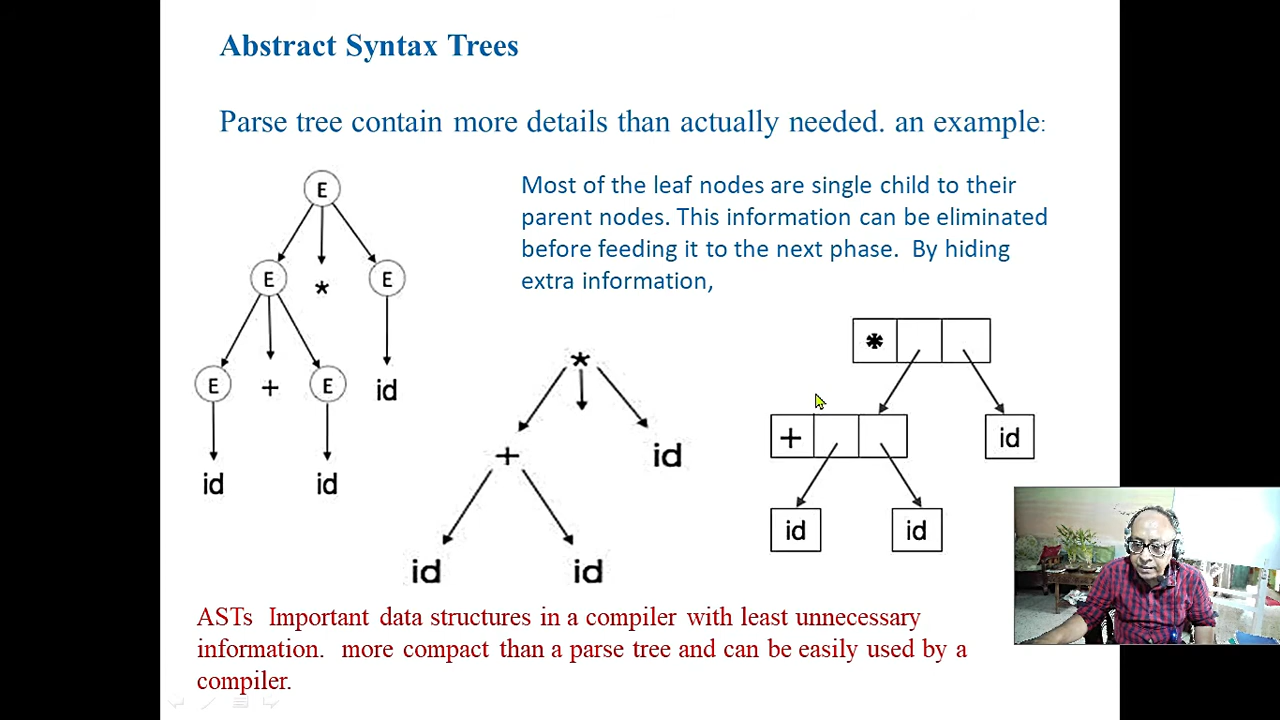 Abstract Syntax Trees
Parse tree contain more details than actually needed. an example:
Most of the leaf nodes are single child to their
parent nodes. This information can be eliminated
before feeding it to the next phase. By hiding
extra information,
E
E * E
E + E id
id id
*
+ id
id id
* 
+ id
id id
ASTs Important data structures in a compiler with least unnecessary
information. more compact than a parse tree and can be easily used by a
compiler.